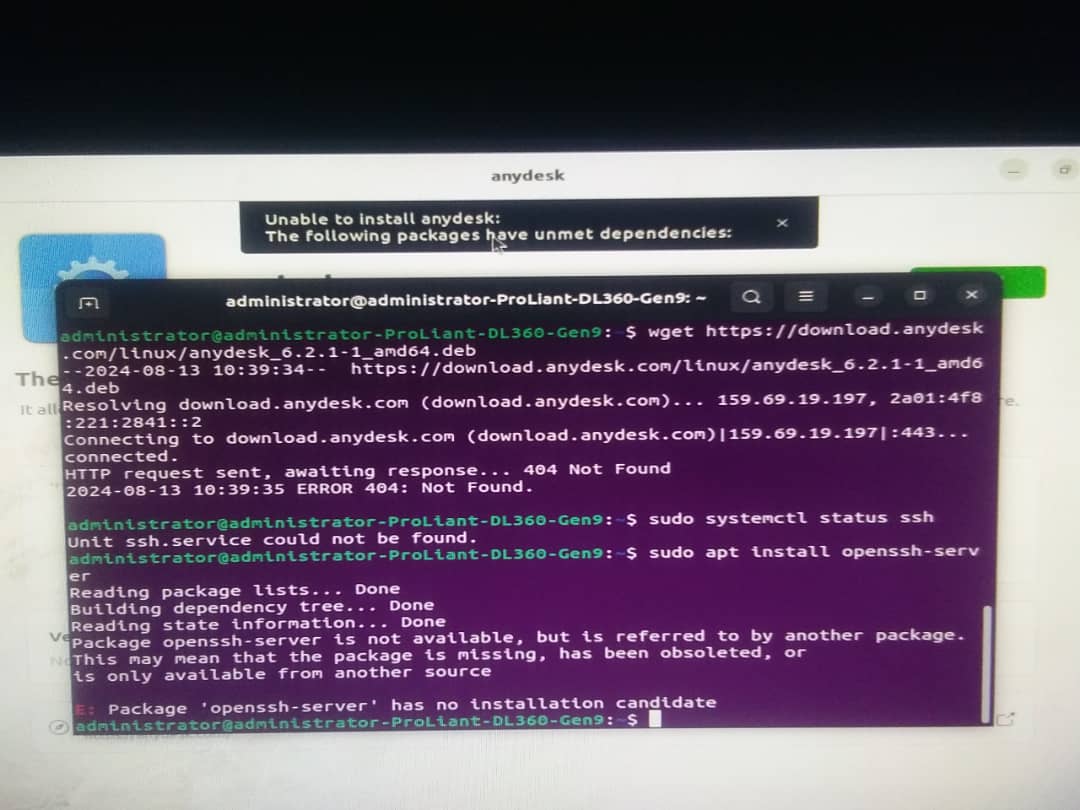 anydesk
Unable to install anydesk:
The following packages have unmet dependencies:
administrator@administrator-ProLiant-DL360-Gen9: ~
administrator@administrator-ProLiant-DL360-Gen9:~$ wget https://download.anydesk
.com/linux/anydesk_6.2.1-1_amd64.deb
--2024-08-13 10:39:34--  https://download.anydesk.com/linux/anydesk_6.2.1-1_amd6
4.deb
Resolving download.anydesk.com (download.anydesk.com)... 159.69.19.197, 2a01:4f8
:221:2841::2
Connecting to download.anydesk.com (download.anydesk.com)|159.69.19.197|:443...
connected.
HTTP request sent, awaiting response... 404 Not Found
2024-08-13 10:39:35 ERROR 404: Not Found.
administrator@administrator-ProLiant-DL360-Gen9:~$ sudo systemctl status ssh
Unit ssh.service could not be found.
administrator@administrator-ProLiant-DL360-Gen9:~$ sudo apt install openssh-serv
er
Reading package lists... Done
Building dependency tree... Done
Reading state information... Done
Package openssh-server is not available, but is referred to by another package.
This may mean that the package is missing, has been obsoleted, or
is only available from another source
E: Package 'openssh-server' has no installation candidate
administrator@administrator-ProLiant-DL360-Gen9:~$
The
It all